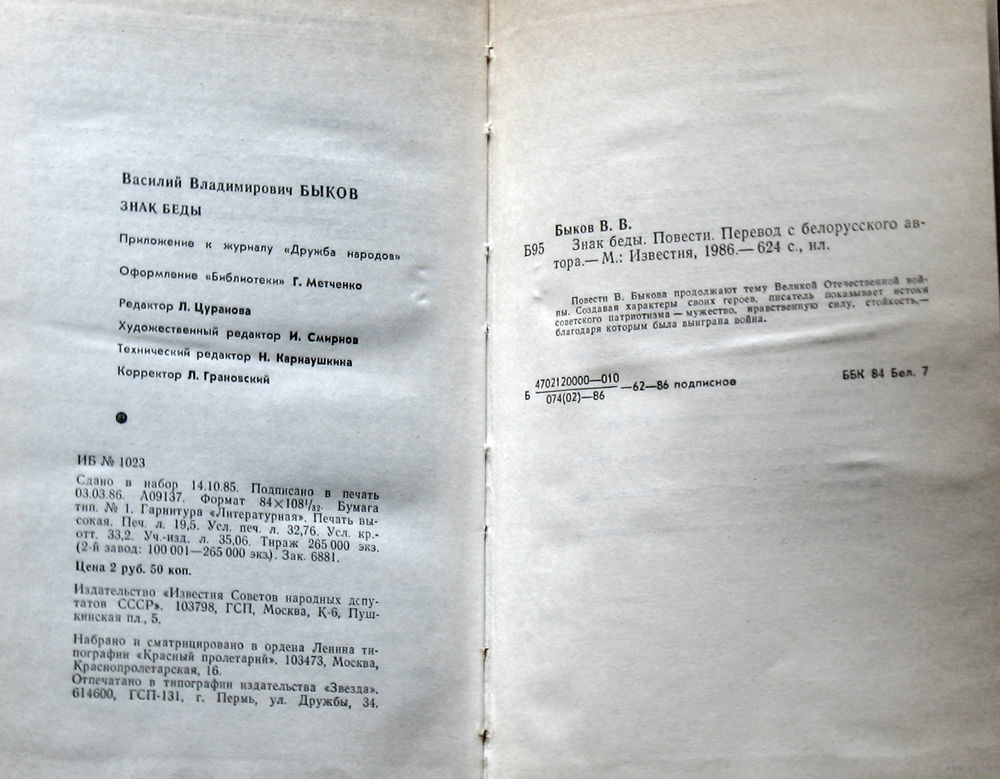 Василий Владимирович БЫКОВ
ЗНАК БЕДЫ
Приложение к журналу «Дружба народов»
Оформление «Библиотеки» Г. Метченко
Редактор Л. Цуранова
Художественный редактор И. Смирнов
Технический редактор Н. Карнаушкина
Корректор Л. Грановский
ИБ № 1023
Сдано в набор 14.10.85. Подписано в печать
03.03.86. А09137. Формат 84×108¹/₃₂. Бумага
тип. № 1. Гарнитура «Литературная». Печать вы-
сокая. Печ. л. 19,5. Усл. печ. л. 32,76. Усл. кр.-
отт. 33,2. Уч.-изд. л. 35,06. Тираж 265 000 экз.
(2-й завод: 100 001—265 000 экз.). Зак. 6881.
Цена 2 руб. 50 коп.
Издательство «Известия Советов народных депу-
татов СССР». 103798, ГСП, Москва, К-6, Пуш-
кинская пл., 5.
Набрано и сматрицировано в ордена Ленина ти-
пографии «Красный пролетарий». 103473, Москва,
Краснопролетарская, 16.
Отпечатано в типографии издательства «Звезда».
614600, ГСП-131, г. Пермь, ул. Дружбы, 34.
Быков В. В.
Б95 Знак беды. Повести. Перевод с белорусского ав-
тора.— М.: Известия, 1986.— 624 с., ил.
Повести В. Быкова продолжают тему Великой Отечественной вой-
ны. Создавая характеры своих героев, писатель показывает истоки
советского патриотизма — мужество, нравственную силу, стойкость,—
благодаря которым была выиграна война.
Б 4702120000—010
074(02)—86 —62—86 подписное
ББК 84 Бел. 7